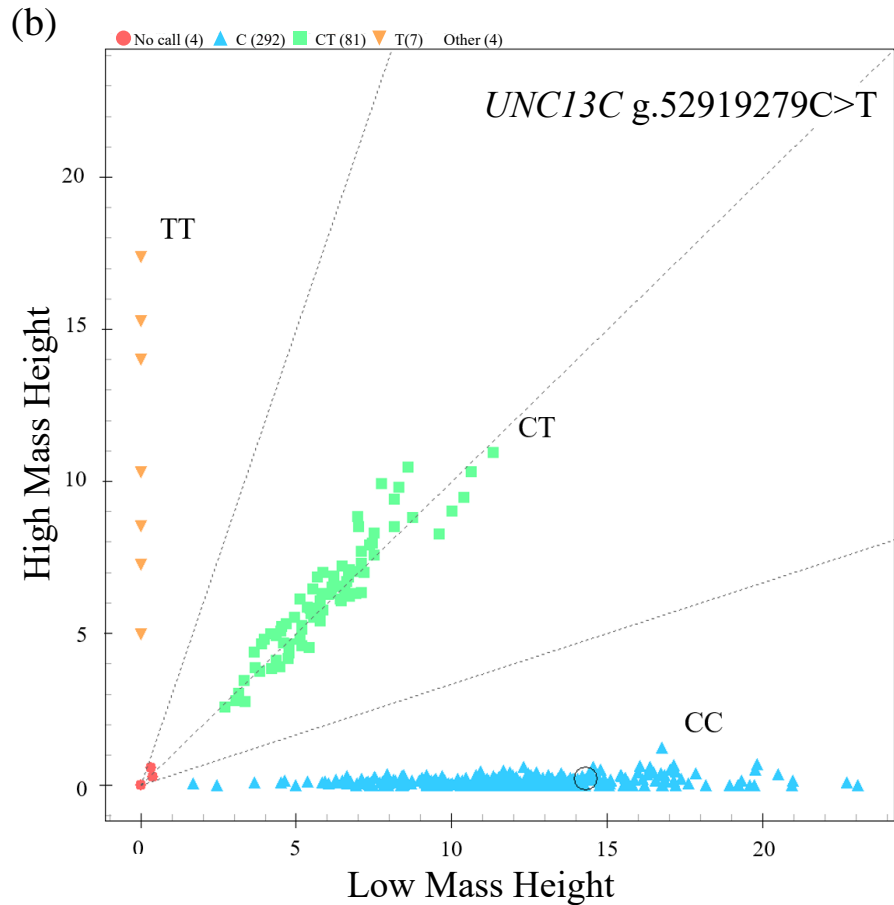 (b)
No call (4) C (292) CT (81) T(7) Other (4)
UNC13C g.52919279C>T
20
TT
15
High Mass Height
CT
10
5
CC
0
0 5 10 15 20
Low Mass Height